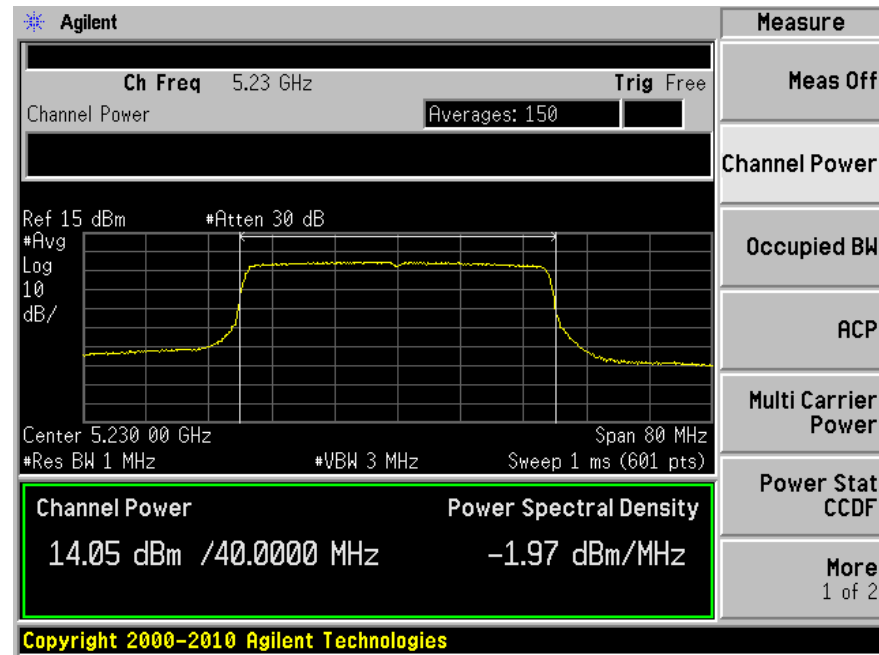 Agilent
Measure
Ch Freq 5.23 GHz Trig Free
Channel Power Averages: 150
Ref 15 dBm #Atten 30 dB
#Avg
Log
10
dB/
Center 5.230 00 GHz Span 80 MHz
#Res BW 1 MHz #VBW 3 MHz Sweep 1 ms (601 pts)
Channel Power Power Spectral Density
14.05 dBm /40.0000 MHz -1.97 dBm/MHz
Copyright 2000-2010 Agilent Technologies
Meas Off
Channel Power
Occupied BW
ACP
Multi Carrier
Power
Power Stat
CCDF
More
1 of 2